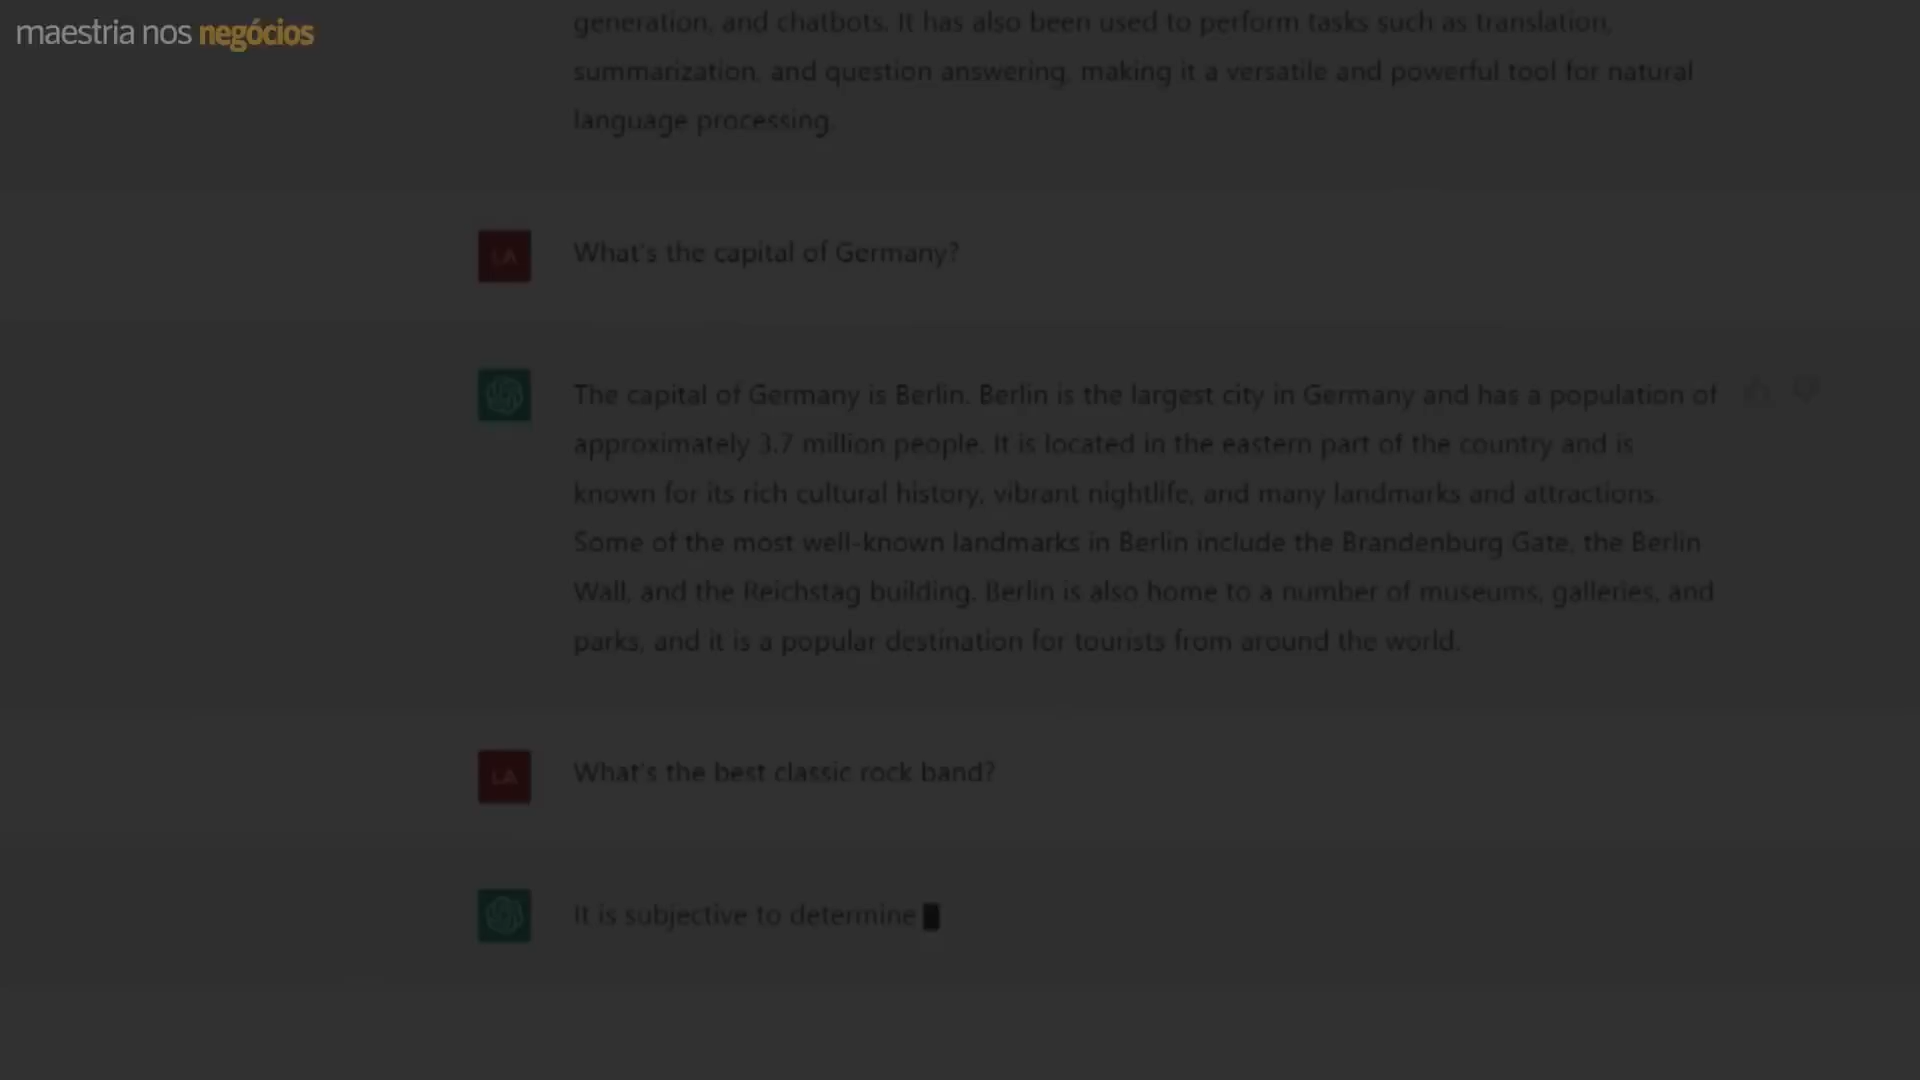 maestria nos negócios
generation, and chatbots. It has also been used to perform tasks such as translation,
summarization, and question answering, making it a versatile and powerful tool for natural
language processing.
LA
What's the capital of Germany?
The capital of Germany is Berlin. Berlin is the largest city in Germany and has a population of
approximately 3.7 million people. It is located in the eastern part of the country and is
known for its rich cultural history, vibrant nightlife, and many landmarks and attractions.
Some of the most well-known landmarks in Berlin include the Brandenburg Gate, the Berlin
Wall, and the Reichstag building. Berlin is also home to a number of museums, galleries, and
parks, and it is a popular destination for tourists from around the world.
LA
What's the best classic rock band?
It is subjective to determine